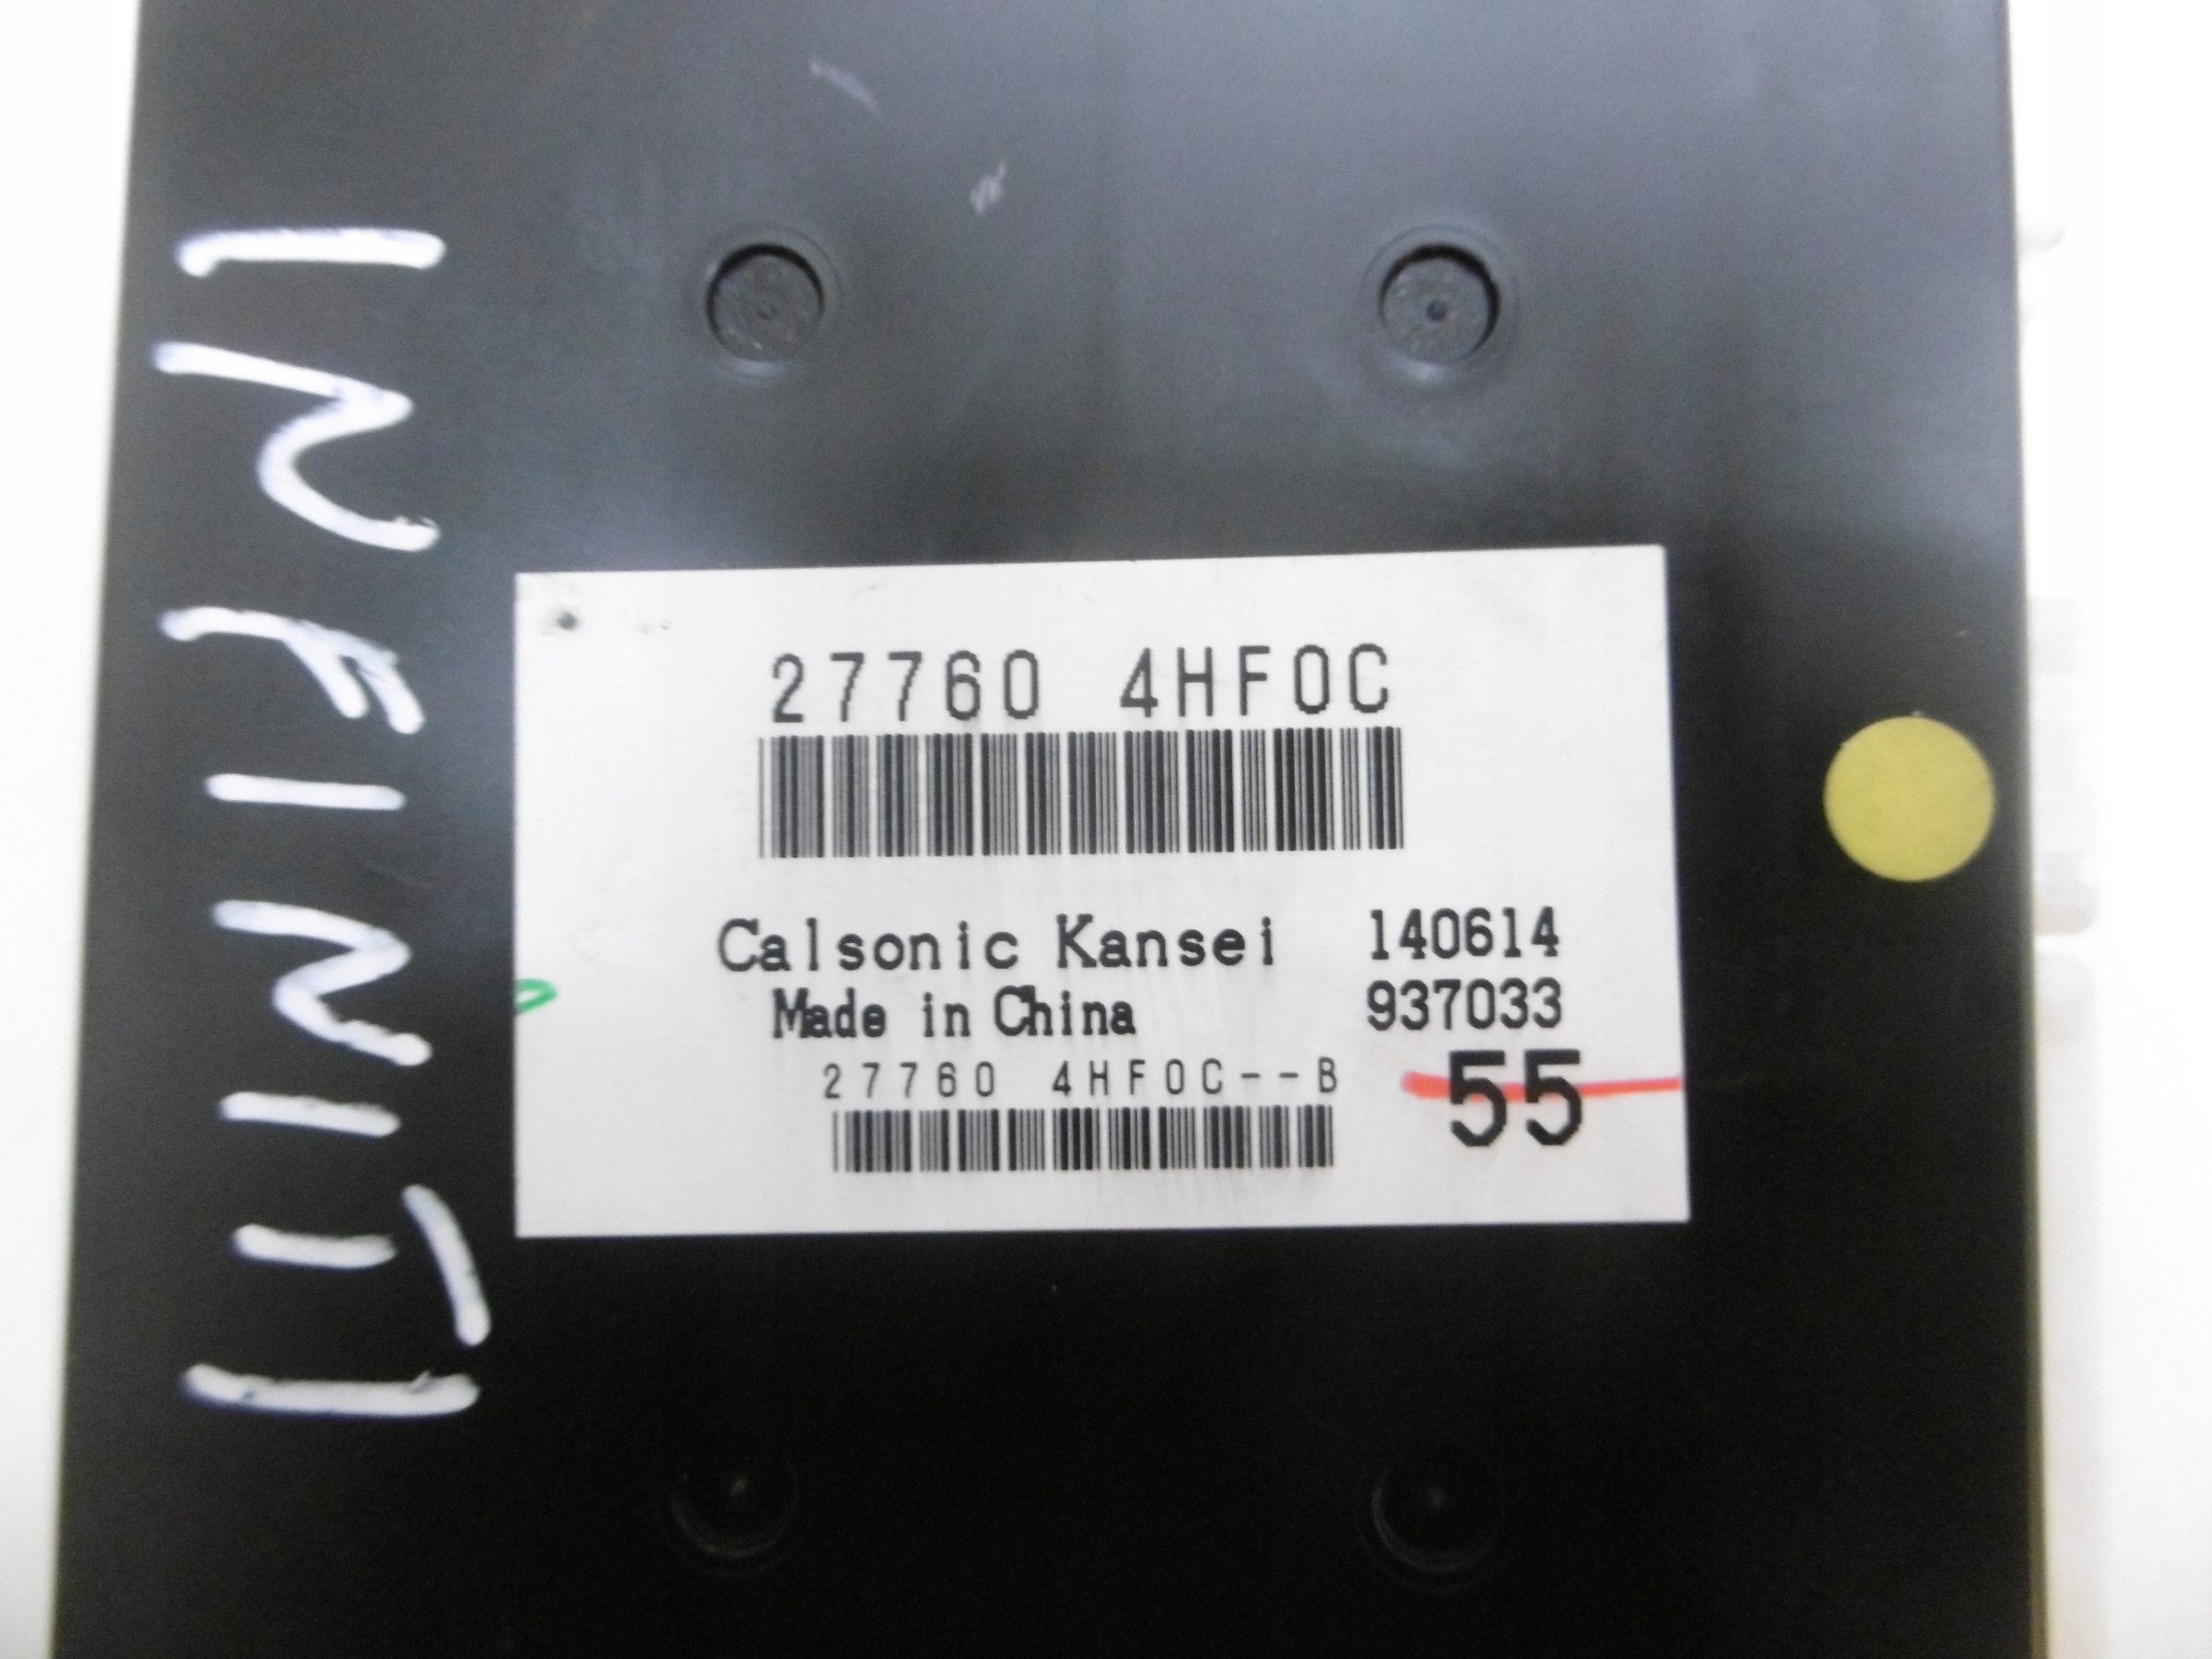 INFINITI
27760 4HF0C
Calsonic Kansei 140614
Made in China 937033
27760 4HF0C--B
55